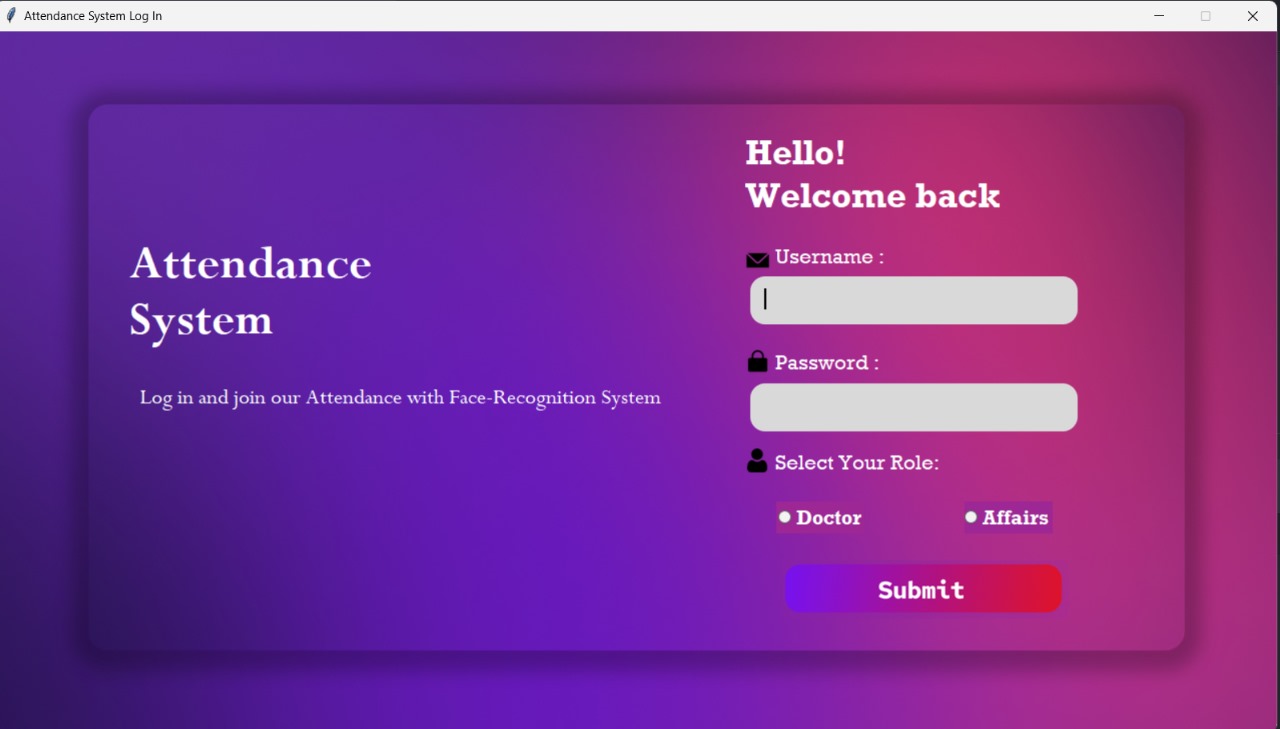 Attendance System Log In
Attendance
System
Log in and join our Attendance with Face-Recognition System
Hello!
Welcome back
Username :
Password :
Select Your Role:
Doctor
Affairs
Submit